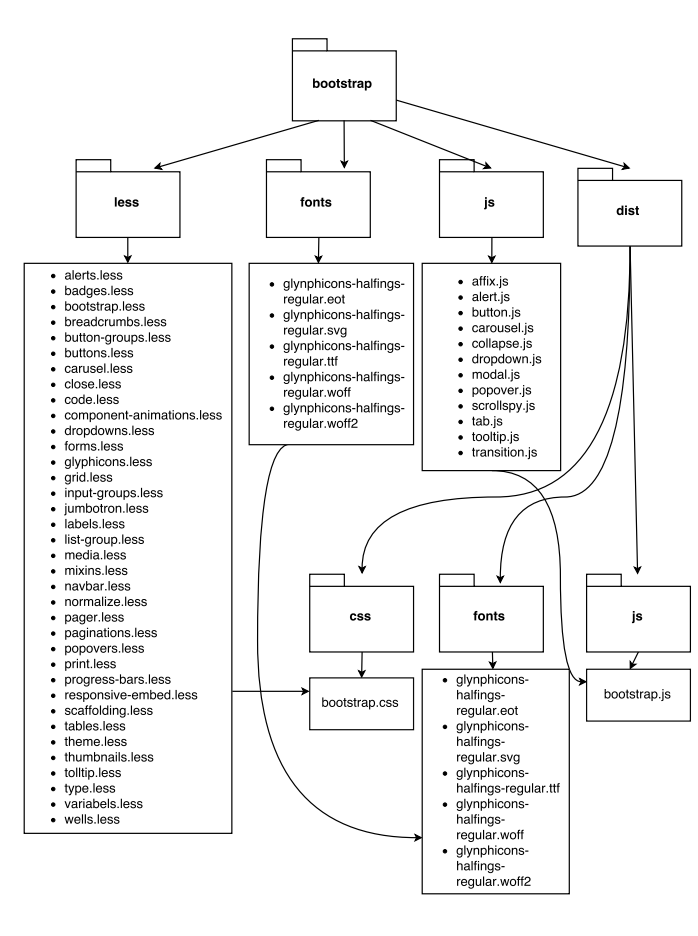 bootstrap
less
fonts
js
dist
• alerts.less
• badges.less
• bootstrap.less
• breadcrumbs.less
• button-groups.less
• buttons.less
• carusel.less
• close.less
• code.less
• component-animations.less
• dropdowns.less
• forms.less
• glyphicons.less
• grid.less
• input-groups.less
• jumbotron.less
• labels.less
• list-group.less
• media.less
• mixins.less
• navbar.less
• normalize.less
• pager.less
• paginations.less
• popovers.less
• print.less
• progress-bars.less
• responsive-embed.less
• scaffolding.less
• tables.less
• theme.less
• thumbnails.less
• tolltip.less
• type.less
• variabels.less
• wells.less
• glynphicons-halfings-
regular.eot
• glynphicons-halfings-
regular.svg
• glynphicons-halfings-
regular.ttf
• glynphicons-halfings-
regular.woff
• glynphicons-halfings-
regular.woff2
• affix.js
• alert.js
• button.js
• carousel.js
• collapse.js
• dropdown.js
• modal.js
• popover.js
• scrollspy.js
• tab.js
• tooltip.js
• transition.js
css
fonts
js
bootstrap.css
• glynphicons-
halfings-
regular.eot
• glynphicons-
halfings-
regular.svg
• glynphicons-
halfings-regular.ttf
• glynphicons-
halfings-
regular.woff
• glynphicons-
halfings-
regular.woff2
bootstrap.js